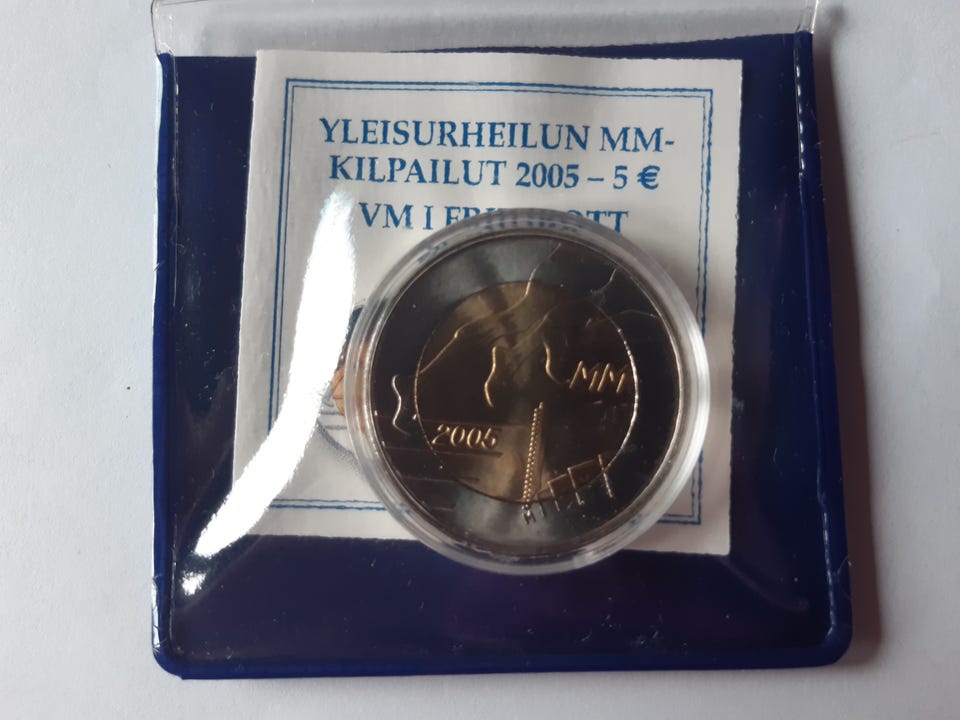 YLEISURHEILUN MM-
KILPAILUT 2005 – 5 €
VM I
MM
2005